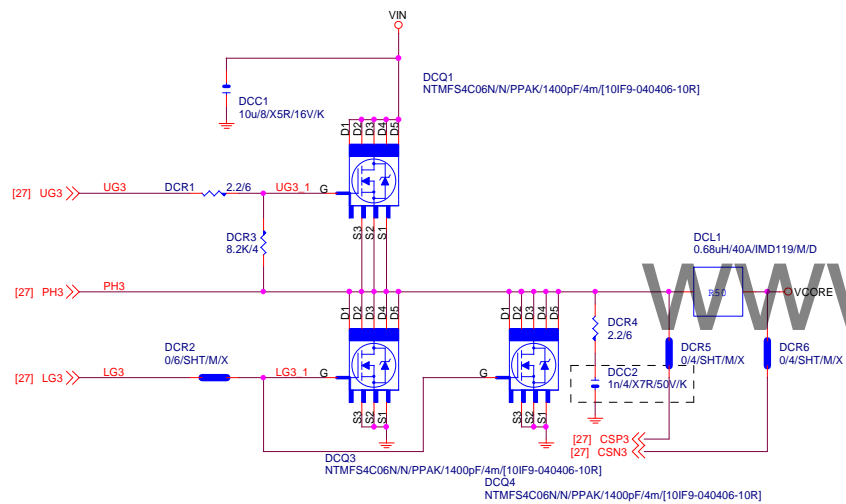 VIN
DCC1
10u/8/X5R/16V/K
DCQ1
NTMFS4C06N/N/PPAK/1400pF/4m/[10IF9-040406-10R]
D1 D2 D3 D4 D5
[27] UG3
UG3
DCR1
2.2/6
UG3_1
G
S3 S2 S1
DCR3
8.2K/4
DCL1
0.68uH/40A/IMD119/M/D
[27] PH3
PH3
R50
VCORE
WWV
D1 D2 D3 D4 D5
D1 D2 D3 D4 D5
DCR2
0/6/SHT/M/X
DCR4
2.2/6
DCR5
0/4/SHT/M/X
DCR6
0/4/SHT/M/X
[27] LG3
LG3
LG3_1
G
G
DCC2
1n/4/X7R/50V/K
S3 S2 S1
S3 S2 S1
[27] CSP3
[27] CSN3
DCQ3
NTMFS4C06N/N/PPAK/1400pF/4m/[10IF9-040406-10R]
DCQ4
NTMFS4C06N/N/PPAK/1400pF/4m/[10IF9-040406-10R]